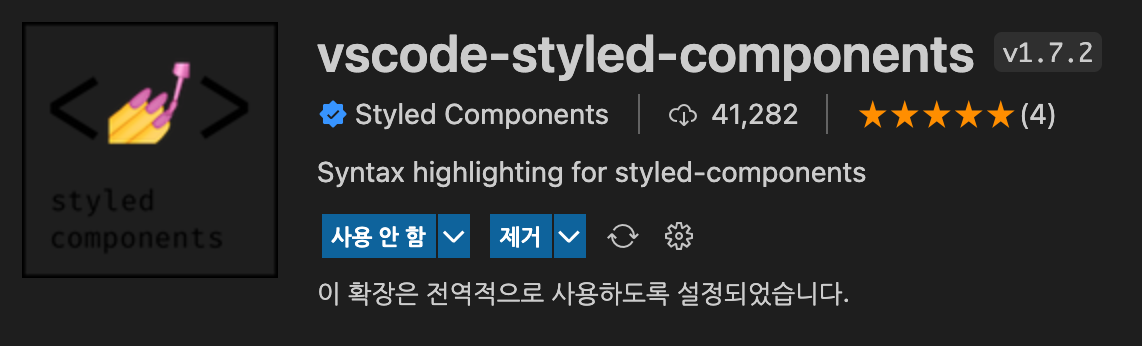 vscode-styled-components v1.7.2
Styled Components 41,282 (4)
Syntax highlighting for styled-components
사용 안 함 제거
이 확장은 전역적으로 사용하도록 설정되었습니다.
< >
styled
components